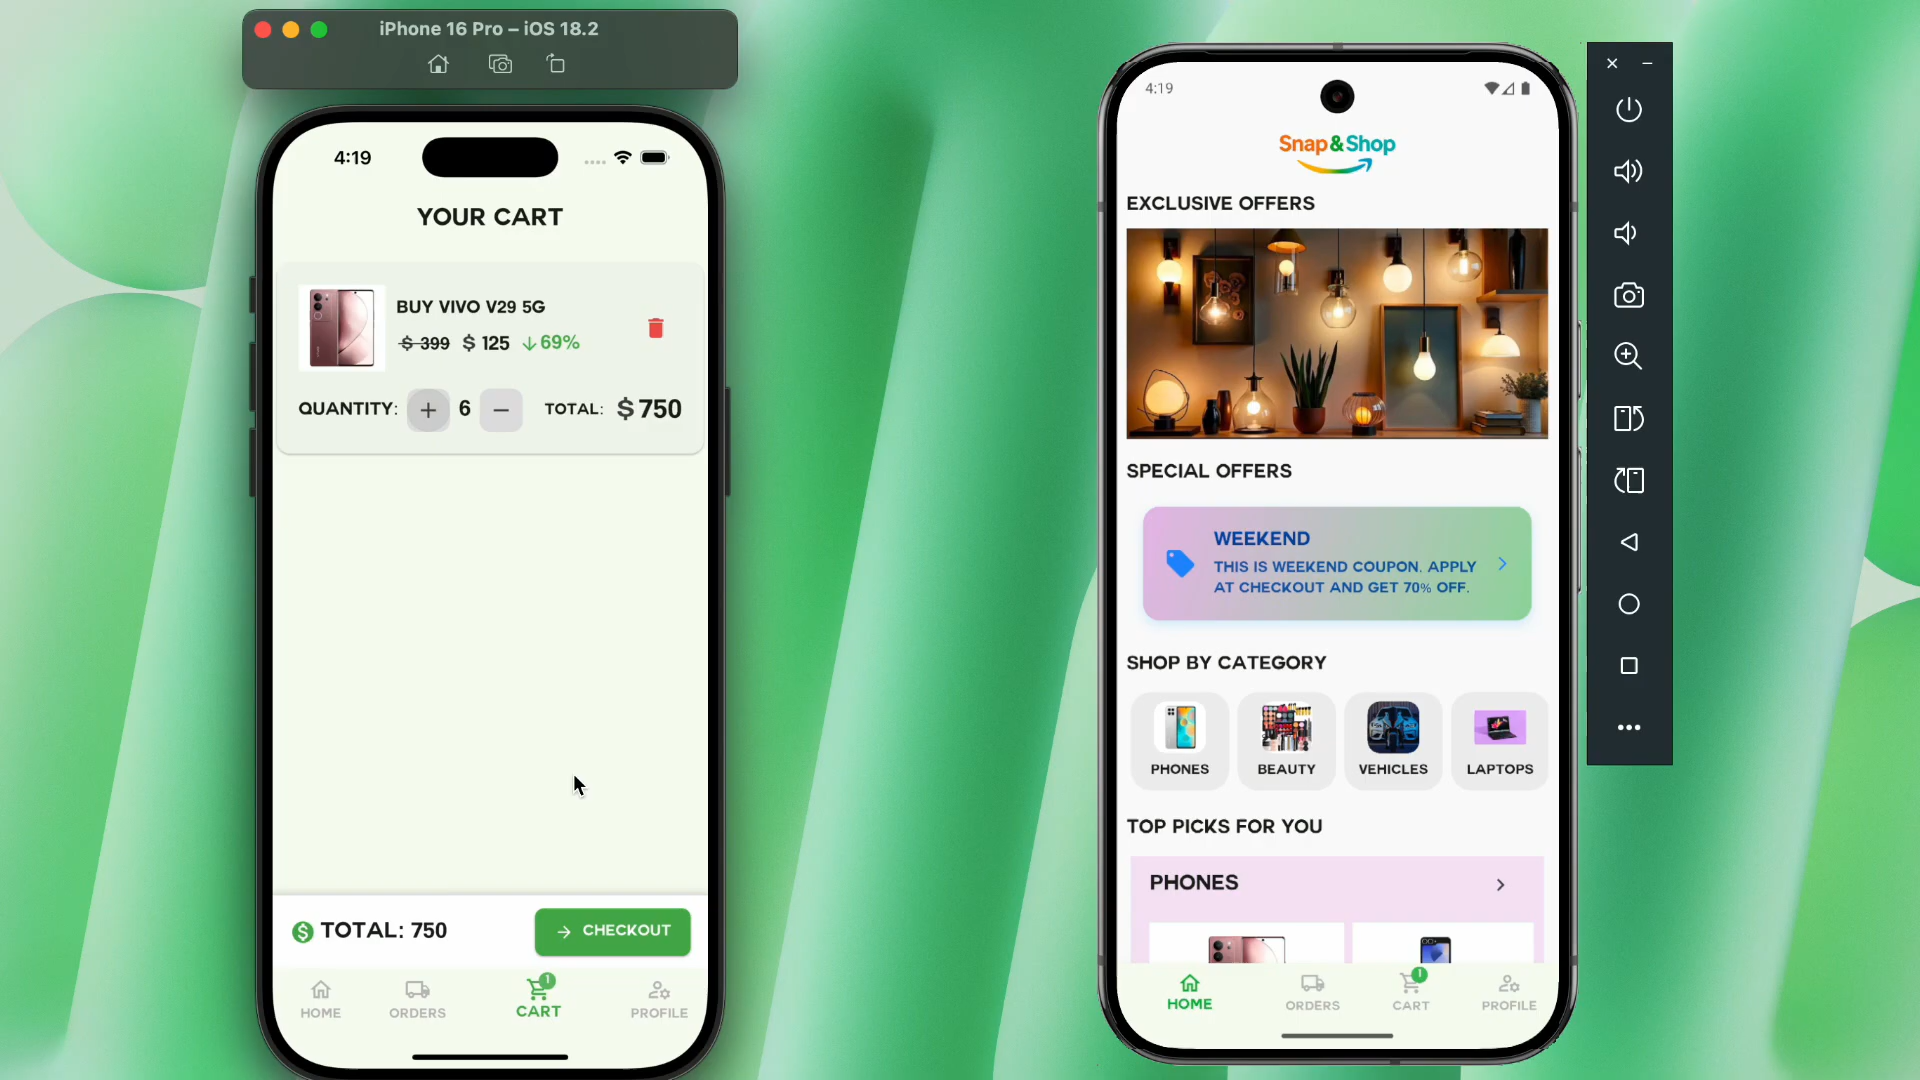 iPhone 16 Pro – iOS 18.2
4:19
YOUR CART
BUY VIVO V29 5G
$ 399 $ 125 ↓69%
QUANTITY: + 6 − TOTAL: $750
TOTAL: 750
→ CHECKOUT
1
HOME
ORDERS
CART
PROFILE
4:19
Snap&Shop
EXCLUSIVE OFFERS
SPECIAL OFFERS
WEEKEND
THIS IS WEEKEND COUPON. APPLY
AT CHECKOUT AND GET 70% OFF.
SHOP BY CATEGORY
PHONES
BEAUTY
VEHICLES
LAPTOPS
TOP PICKS FOR YOU
PHONES
1
HOME
ORDERS
CART
PROFILE